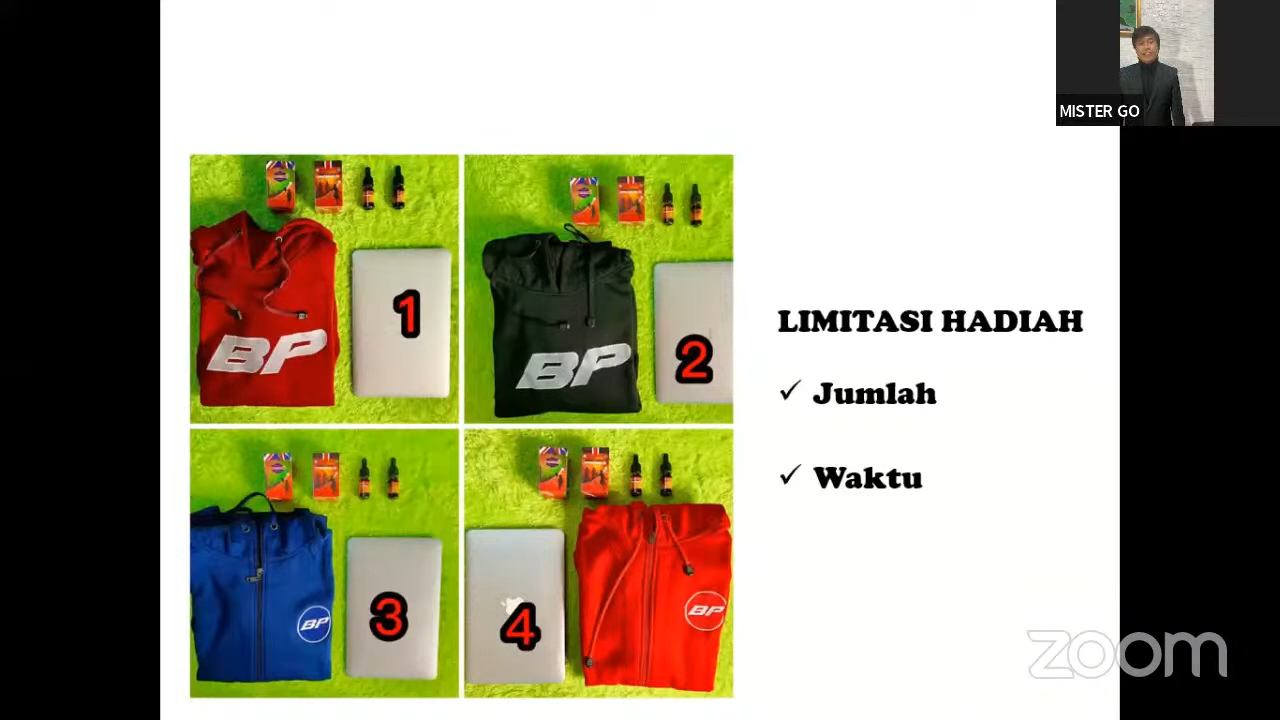 MISTER GO
BP
1
BP
2
LIMITASI HADIAH
✓ Jumlah
✓ Waktu
BP
3
4
BP
zoom